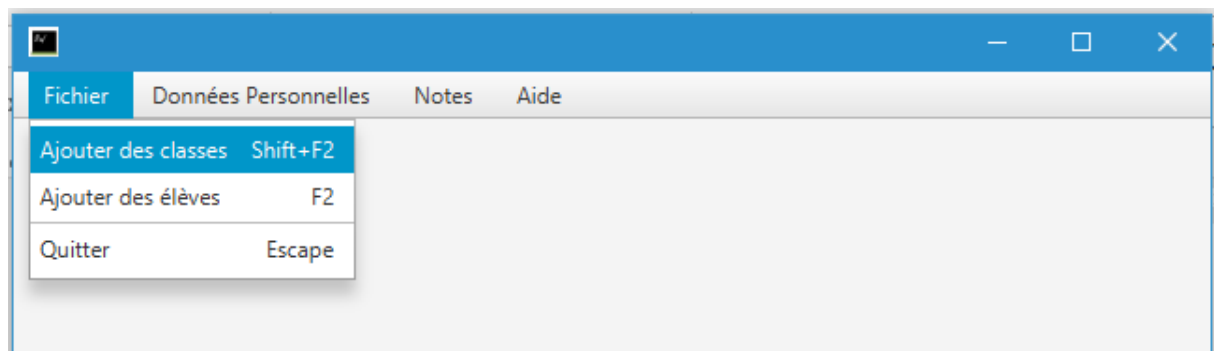 Fichier Données Personnelles Notes Aide
Ajouter des classes Shift+F2
Ajouter des élèves F2
Quitter Escape